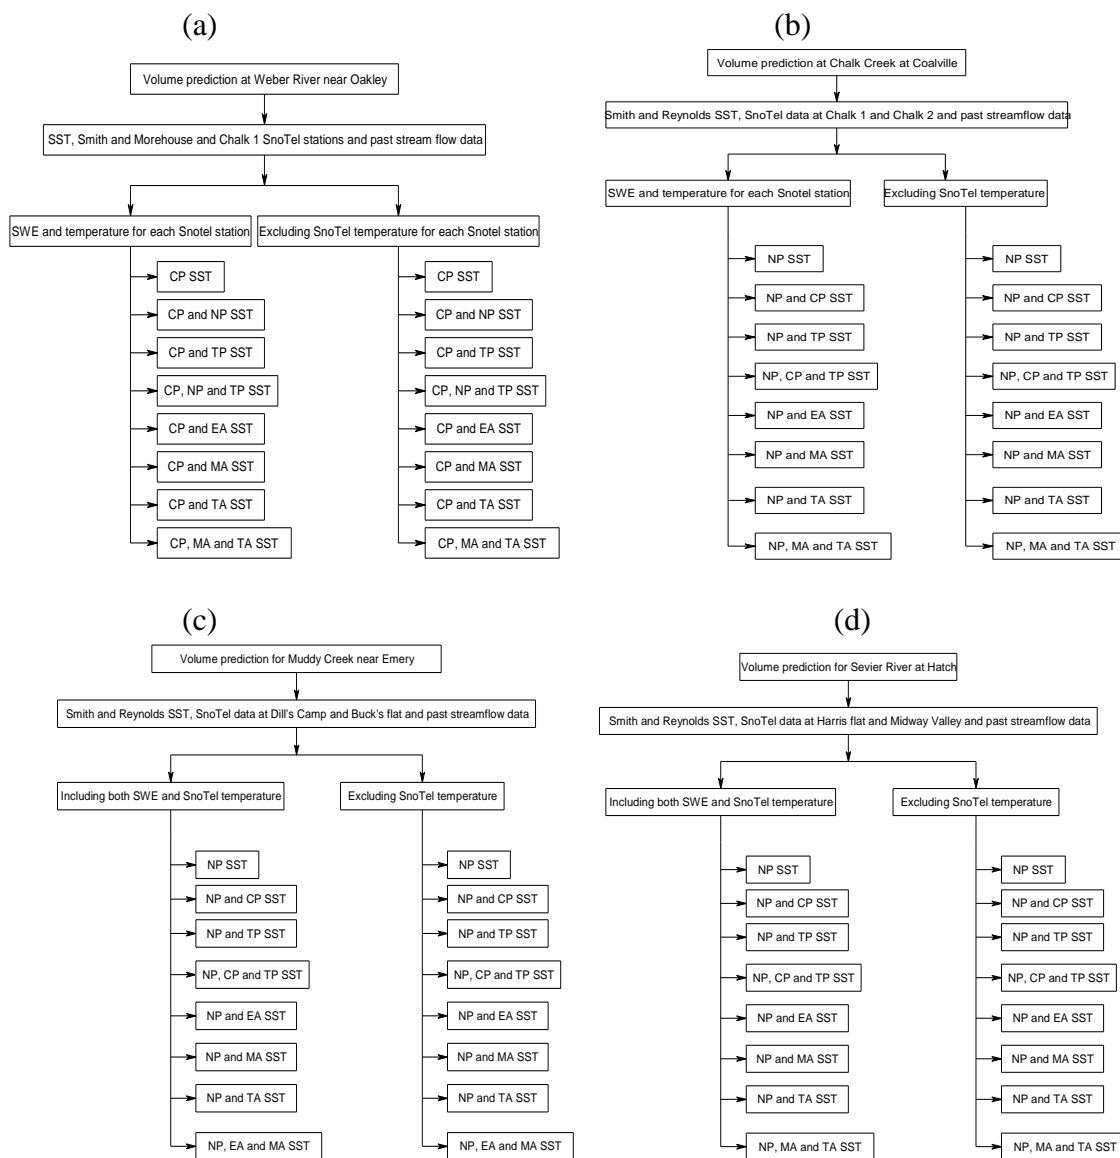 (a)
Volume prediction at Weber River near Oakley
SST, Smith and Morehouse and Chalk 1 SnoTel stations and past stream flow data
SWE and temperature for each Snotel station
CP SST
CP and NP SST
CP and TP SST
CP, NP and TP SST
CP and EA SST
CP and MA SST
CP and TA SST
CP, MA and TA SST
Excluding SnoTel temperature for each Snotel station
CP SST
CP and NP SST
CP and TP SST
CP, NP and TP SST
CP and EA SST
CP and MA SST
CP and TA SST
CP, MA and TA SST
(b)
Volume prediction at Chalk Creek at Coalville
Smith and Reynolds SST, SnoTel data at Chalk 1 and Chalk 2 and past streamflow data
SWE and temperature for each Snotel station
NP SST
NP and CP SST
NP and TP SST
NP, CP and TP SST
NP and EA SST
NP and MA SST
NP and TA SST
NP, MA and TA SST
Excluding SnoTel temperature
NP SST
NP and CP SST
NP and TP SST
NP, CP and TP SST
NP and EA SST
NP and MA SST
NP and TA SST
NP, MA and TA SST
(c)
Volume prediction for Muddy Creek near Emery
Smith and Reynolds SST, SnoTel data at Dill's Camp and Buck's flat and past streamflow data
Including both SWE and SnoTel temperature
NP SST
NP and CP SST
NP and TP SST
NP, CP and TP SST
NP and EA SST
NP and MA SST
NP and TA SST
NP, EA and MA SST
Excluding SnoTel temperature
NP SST
NP and CP SST
NP and TP SST
NP, CP and TP SST
NP and EA SST
NP and MA SST
NP and TA SST
NP, EA and MA SST
(d)
Volume prediction for Sevier River at Hatch
Smith and Reynolds SST, SnoTel data at Harris flat and Midway Valley and past streamflow data
Including both SWE and SnoTel temperature
NP SST
NP and CP SST
NP and TP SST
NP, CP and TP SST
NP and EA SST
NP and MA SST
NP and TA SST
NP, MA and TA SST
Excluding SnoTel temperature
NP SST
NP and CP SST
NP and TP SST
NP, CP and TP SST
NP and EA SST
NP and MA SST
NP and TA SST
NP, MA and TA SST